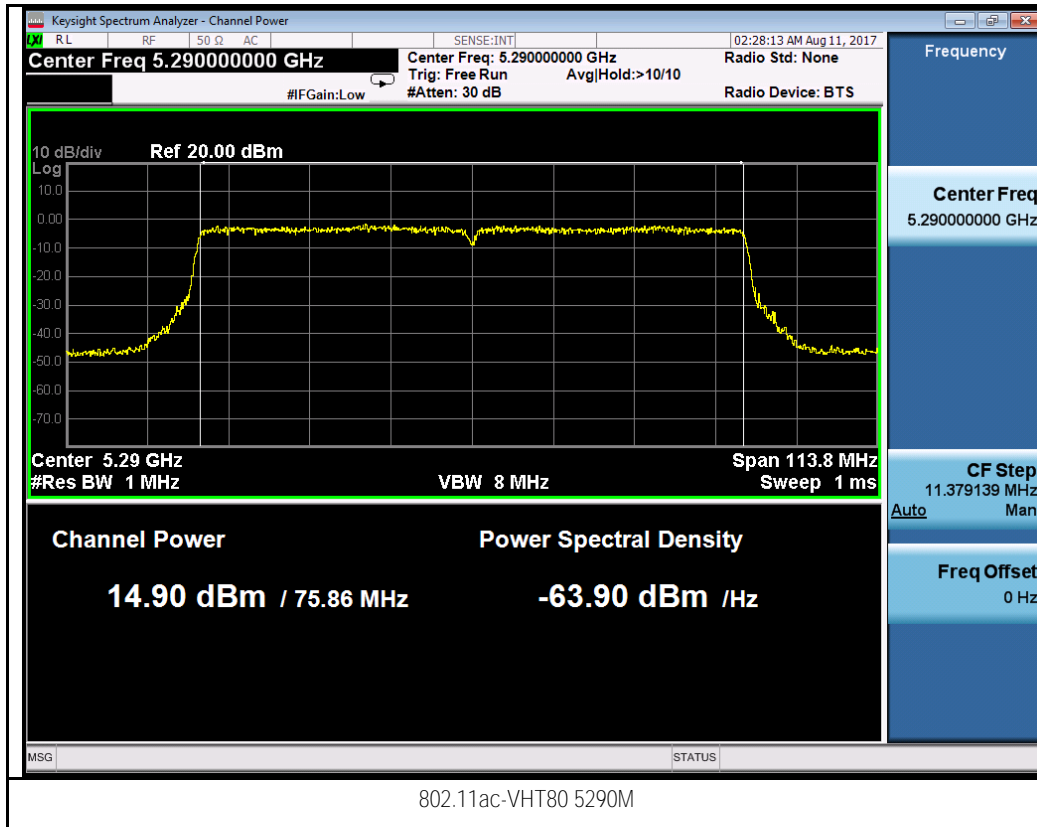 Keysight Spectrum Analyzer - Channel Power
LXI RL RF 50 Ω AC SENSE:INT 02:28:13 AM Aug 11, 2017
Center Freq 5.290000000 GHz
Center Freq: 5.290000000 GHz Radio Std: None
Trig: Free Run Avg|Hold:>10/10
#IFGain:Low #Atten: 30 dB Radio Device: BTS
10 dB/div Ref 20.00 dBm
Log
10.0
0.00
-10.0
-20.0
-30.0
-40.0
-50.0
-60.0
-70.0
Center 5.29 GHz Span 113.8 MHz
#Res BW 1 MHz VBW 8 MHz Sweep 1 ms
Channel Power Power Spectral Density
14.90 dBm / 75.86 MHz -63.90 dBm /Hz
Frequency
Center Freq
5.290000000 GHz
CF Step
11.379139 MHz
Auto Man
Freq Offset
0 Hz
MSG STATUS
802.11ac-VHT80 5290M